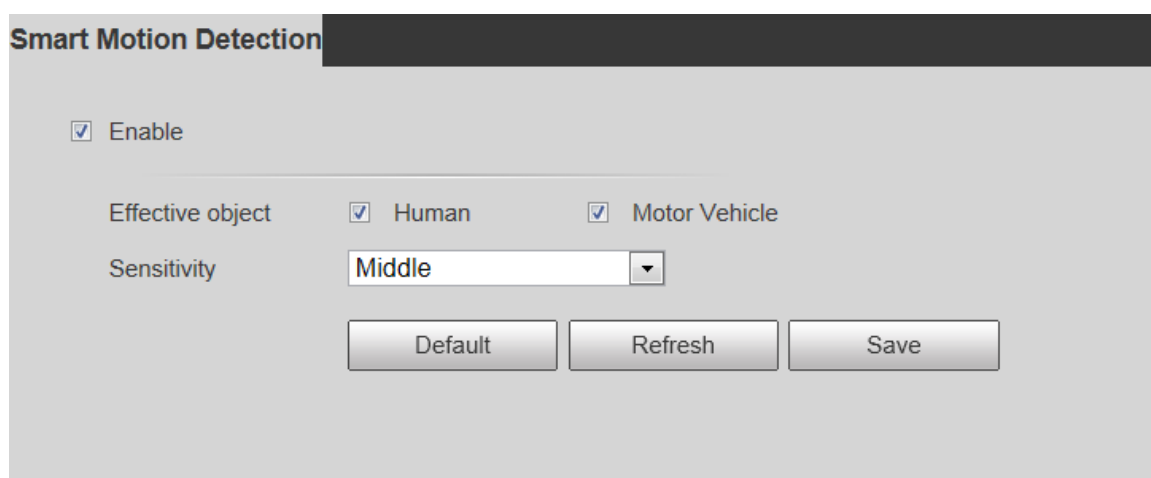 Smart Motion Detection
Enable
Effective object Human Motor Vehicle
Sensitivity Middle
Default Refresh Save